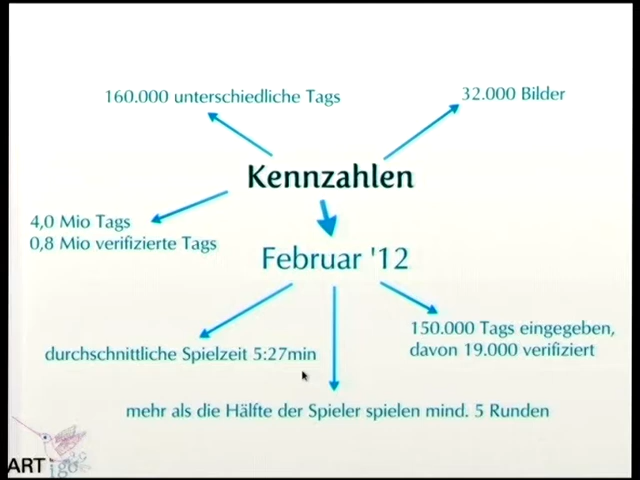 160.000 unterschiedliche Tags
32.000 Bilder
Kennzahlen
4,0 Mio Tags
0,8 Mio verifizierte Tags
Februar '12
150.000 Tags eingegeben,
davon 19.000 verifiziert
durchschnittliche Spielzeit 5:27min
mehr als die Hälfte der Spieler spielen mind. 5 Runden
ARTigo